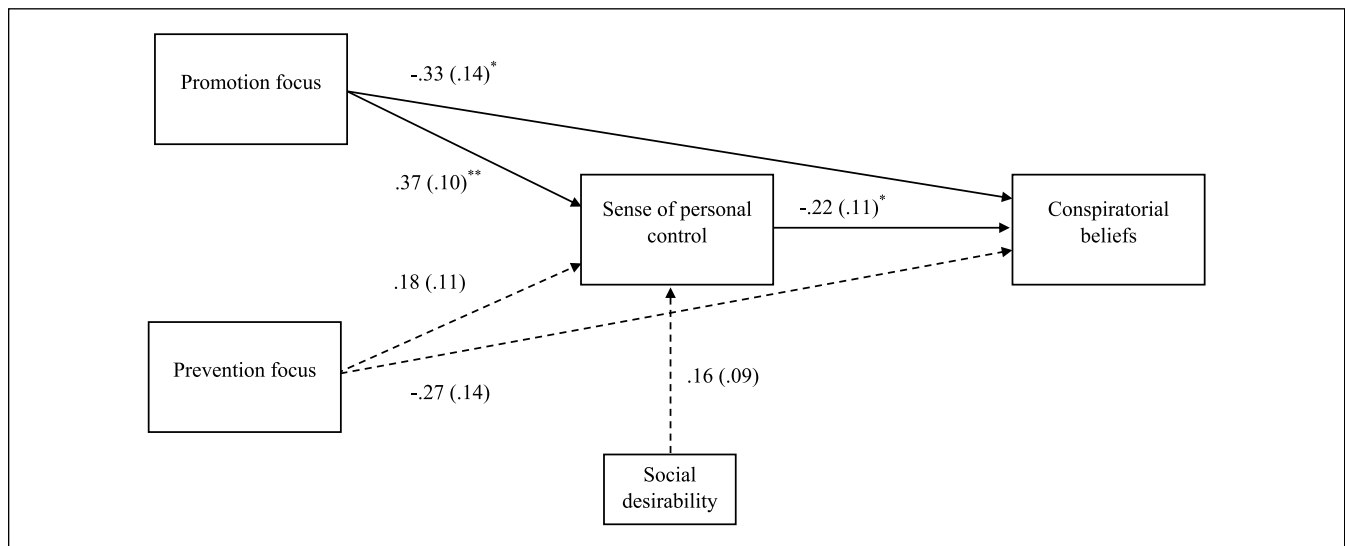 Promotion focus
-.33 (.14)*
.37 (.10)**
Sense of personal
control
-.22 (.11)*
Conspiratorial
beliefs
.18 (.11)
Prevention focus
-.27 (.14)
.16 (.09)
Social
desirability